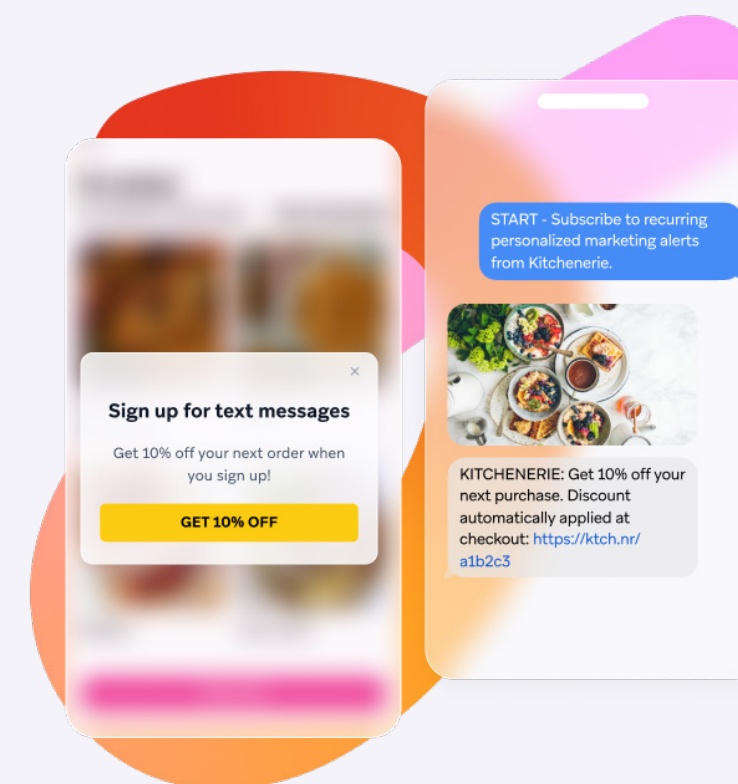 Sign up for text messages
Get 10% off your next order when
you sign up!
GET 10% OFF
START - Subscribe to recurring
personalized marketing alerts
from Kitchenerie.
KITCHENERIE: Get 10% off your
next purchase. Discount
automatically applied at
checkout: https://ktch.nr/
a1b2c3